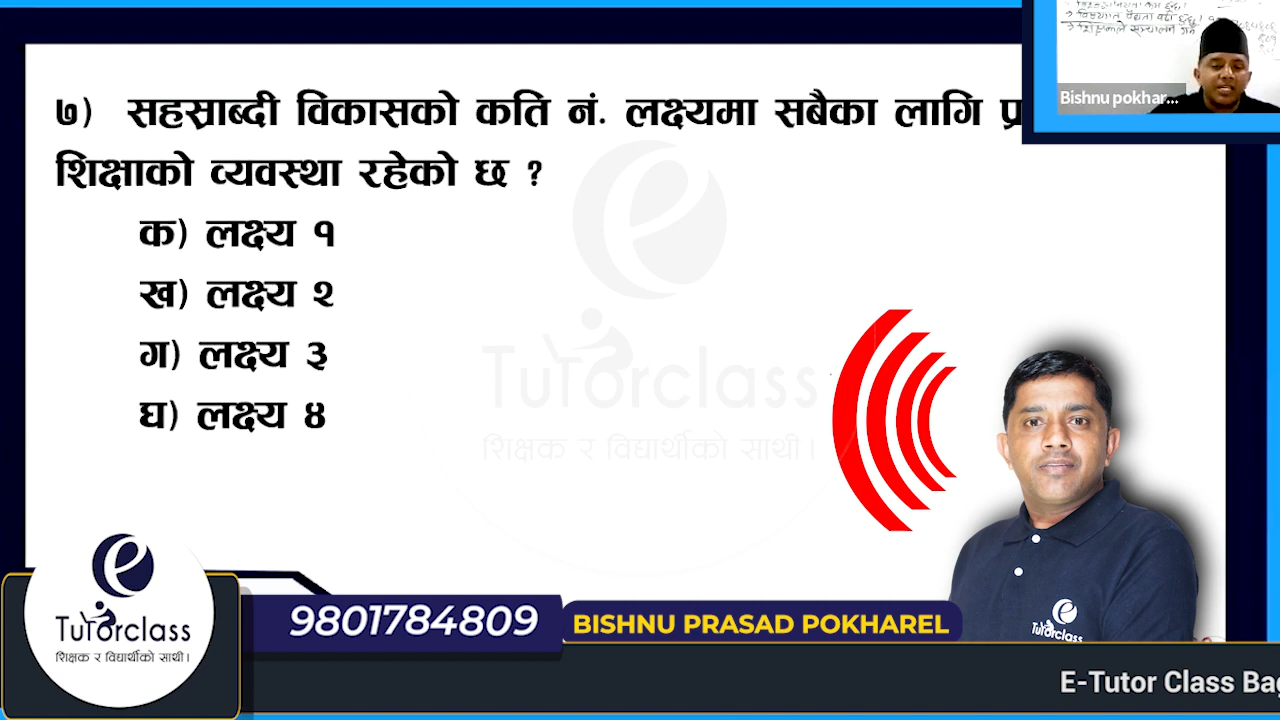 ७) सहस्राब्दी विकासको कति नं. लक्ष्यमा सबैका लागि प्र
शिक्षाको व्यवस्था रहेको छ ?
क) लक्ष्य १
ख) लक्ष्य २
ग) लक्ष्य ३
घ) लक्ष्य ४
Bishnu pokhar...
Tutorclass
शिक्षक र विद्यार्थीको साथी।
Tutorclass
Tutorclass
शिक्षक र विद्यार्थीको साथी।
9801784809
BISHNU PRASAD POKHAREL
E-Tutor Class Bag